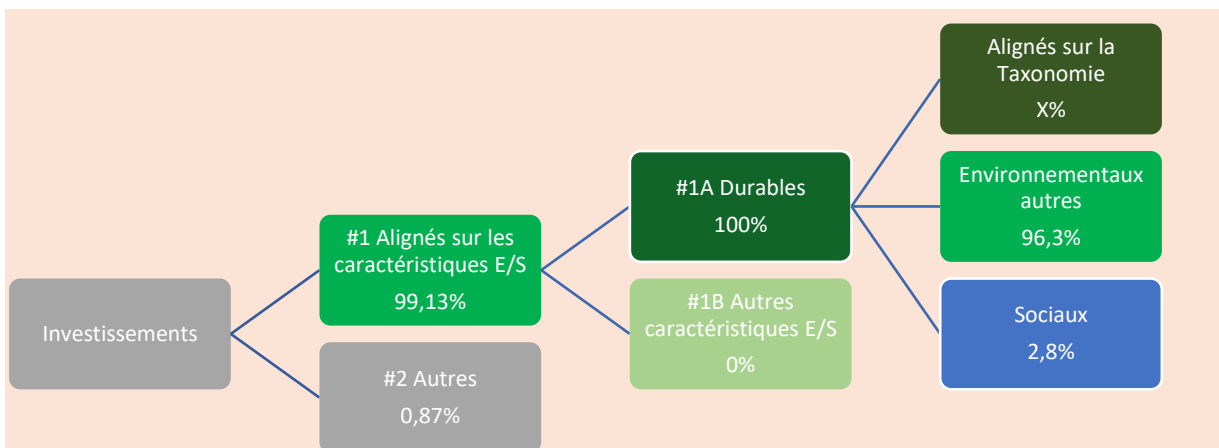 Investissements
#1 Alignés sur les
caractéristiques E/S
99,13%
#2 Autres
0,87%
#1A Durables
100%
#1B Autres
caractéristiques E/S
0%
Alignés sur la
Taxonomie
X%
Environnementaux
autres
96,3%
Sociaux
2,8%